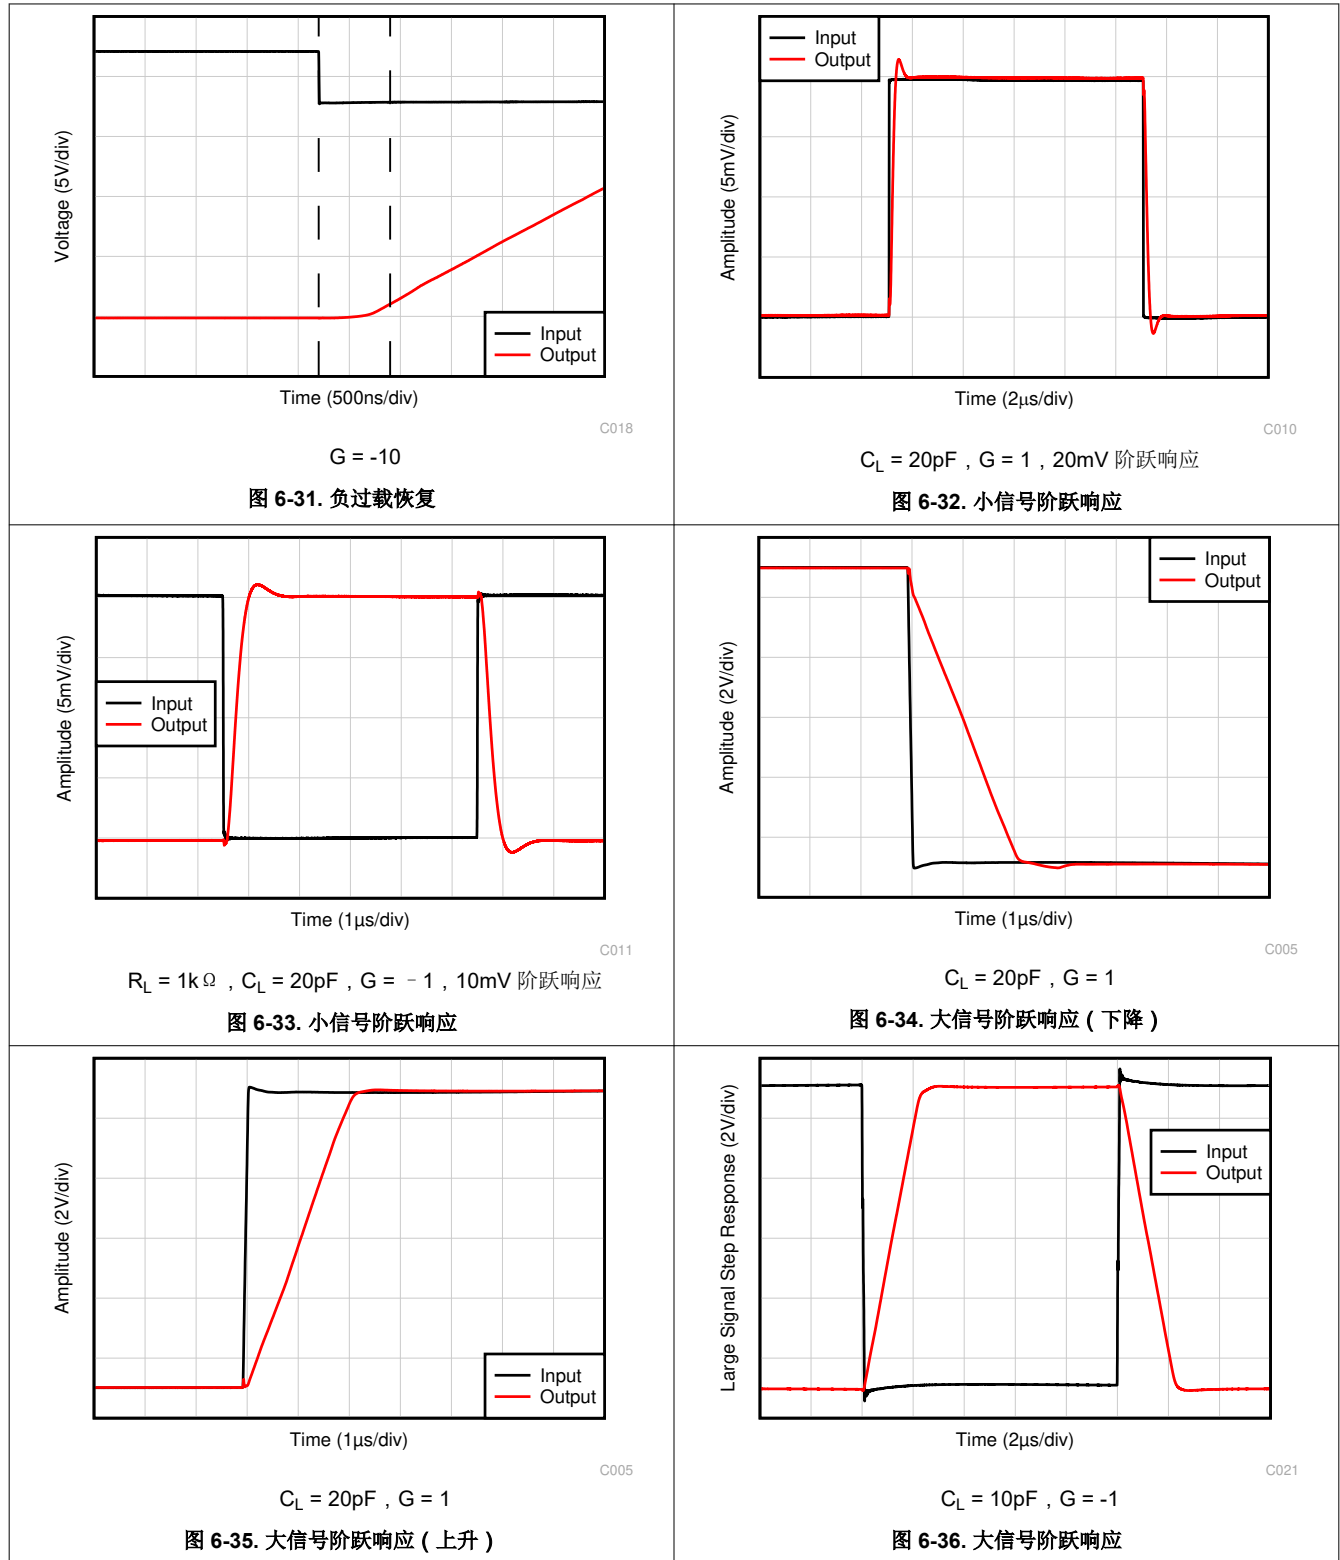 Voltage (5V/div)
Input
Output
Time (500ns/div)
C018
G = -10
图 6-31. 负过载恢复
Amplitude (5mV/div)
Input
Output
Time (2μs/div)
C010
C_L = 20pF , G = 1 , 20mV 阶跃响应
图 6-32. 小信号阶跃响应
Amplitude (5mV/div)
Input
Output
Time (1μs/div)
C011
R_L = 1k Ω , C_L = 20pF , G = - 1 , 10mV 阶跃响应
图 6-33. 小信号阶跃响应
Amplitude (2V/div)
Input
Output
Time (1μs/div)
C005
C_L = 20pF , G = 1
图 6-34. 大信号阶跃响应 ( 下降 )
Amplitude (2V/div)
Input
Output
Time (1μs/div)
C005
C_L = 20pF , G = 1
图 6-35. 大信号阶跃响应 ( 上升 )
Large Signal Step Response (2V/div)
Input
Output
Time (2μs/div)
C021
C_L = 10pF , G = -1
图 6-36. 大信号阶跃响应